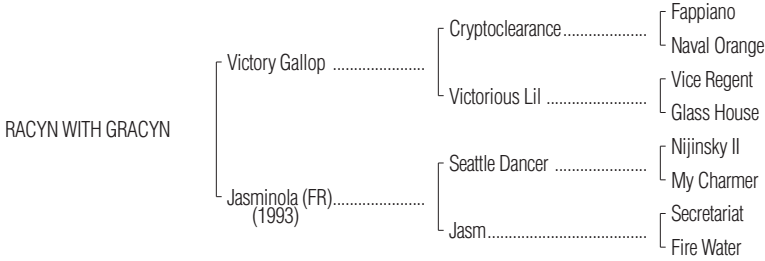 Fappiano
Cryptoclearance.....................
Naval Orange
Victory Gallop .......................
Vice Regent
Victorious Lil .........................
Glass House
RACYN WITH GRACYN
Nijinsky II
Seattle Dancer .......................
My Charmer
Jasminola (FR).......................
(1993)
Secretariat
Jasm........................................
Fire Water